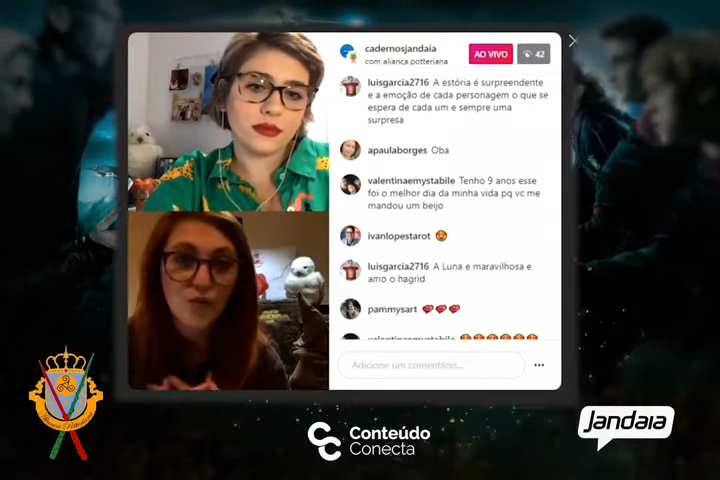 cadernosjandaia
com aliança.potteriana
AO VIVO
42
luisgarcia2716 A estória é surpreendente
e a emoção de cada personagem o que se
espera de cada um e sempre uma
surpresa
apaulaborges Oba
valentinaemystabile Tenho 9 anos esse
foi o melhor dia da minha vida pq vc me
mandou um beijo
ivanlopestarot
luisgarcia2716 A Luna e maravilhosa e
amo o hagrid
pammysart
valentinaemystabile
Adicione um comentário...
Conteúdo
Conecta
Jandaia